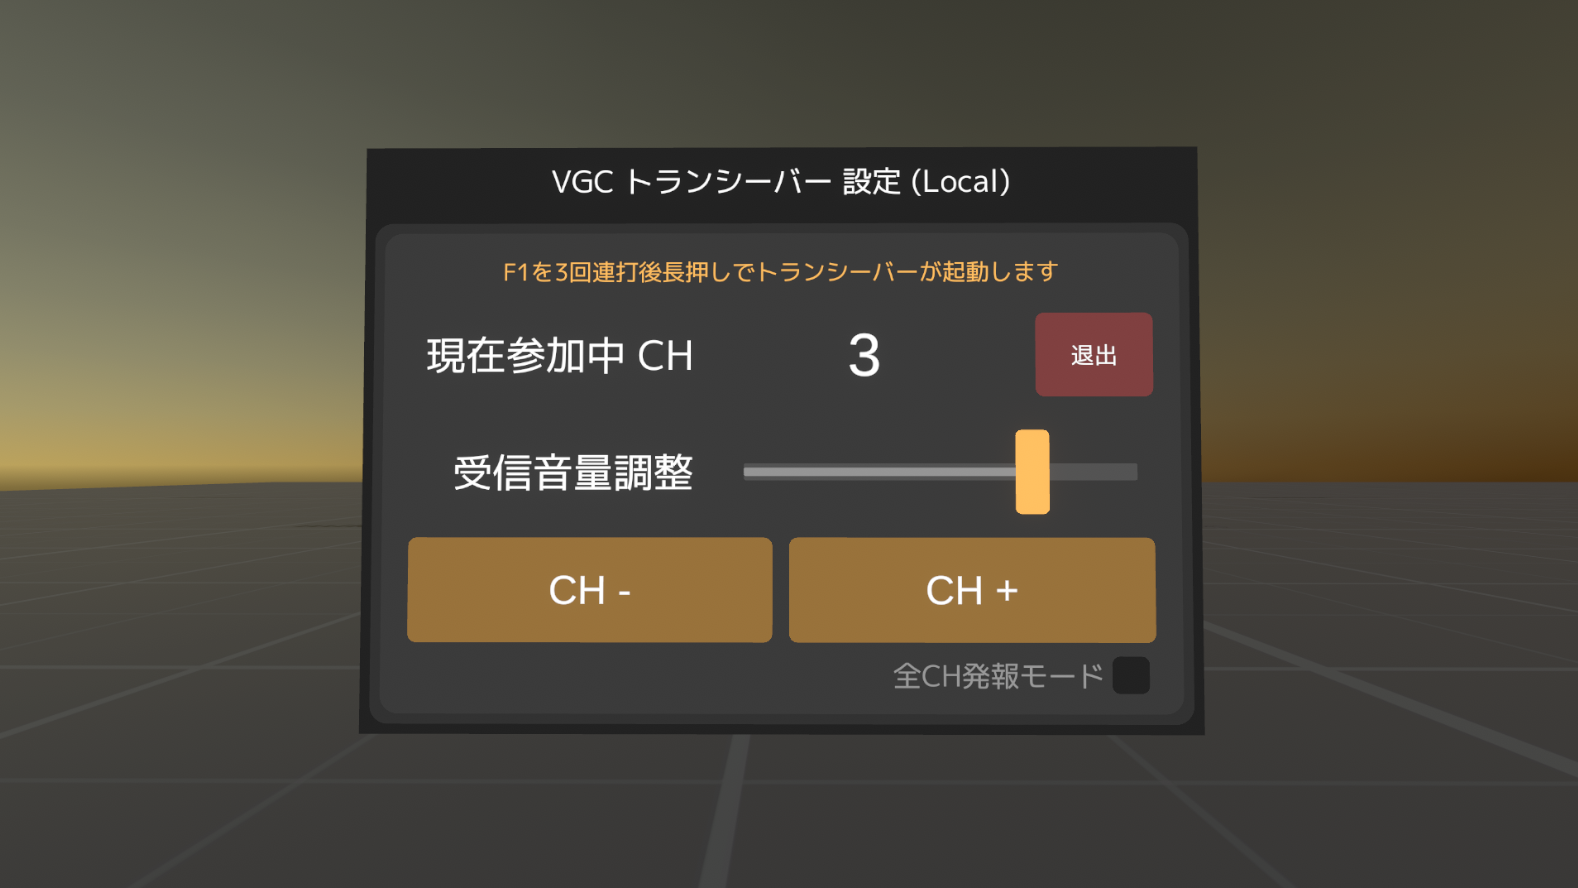 VGC トランシーバー 設定 (Local)
F1を3回連打後長押しでトランシーバーが起動します
現在参加中 CH 3 退出
受信音量調整
CH - CH +
全CH発報モード